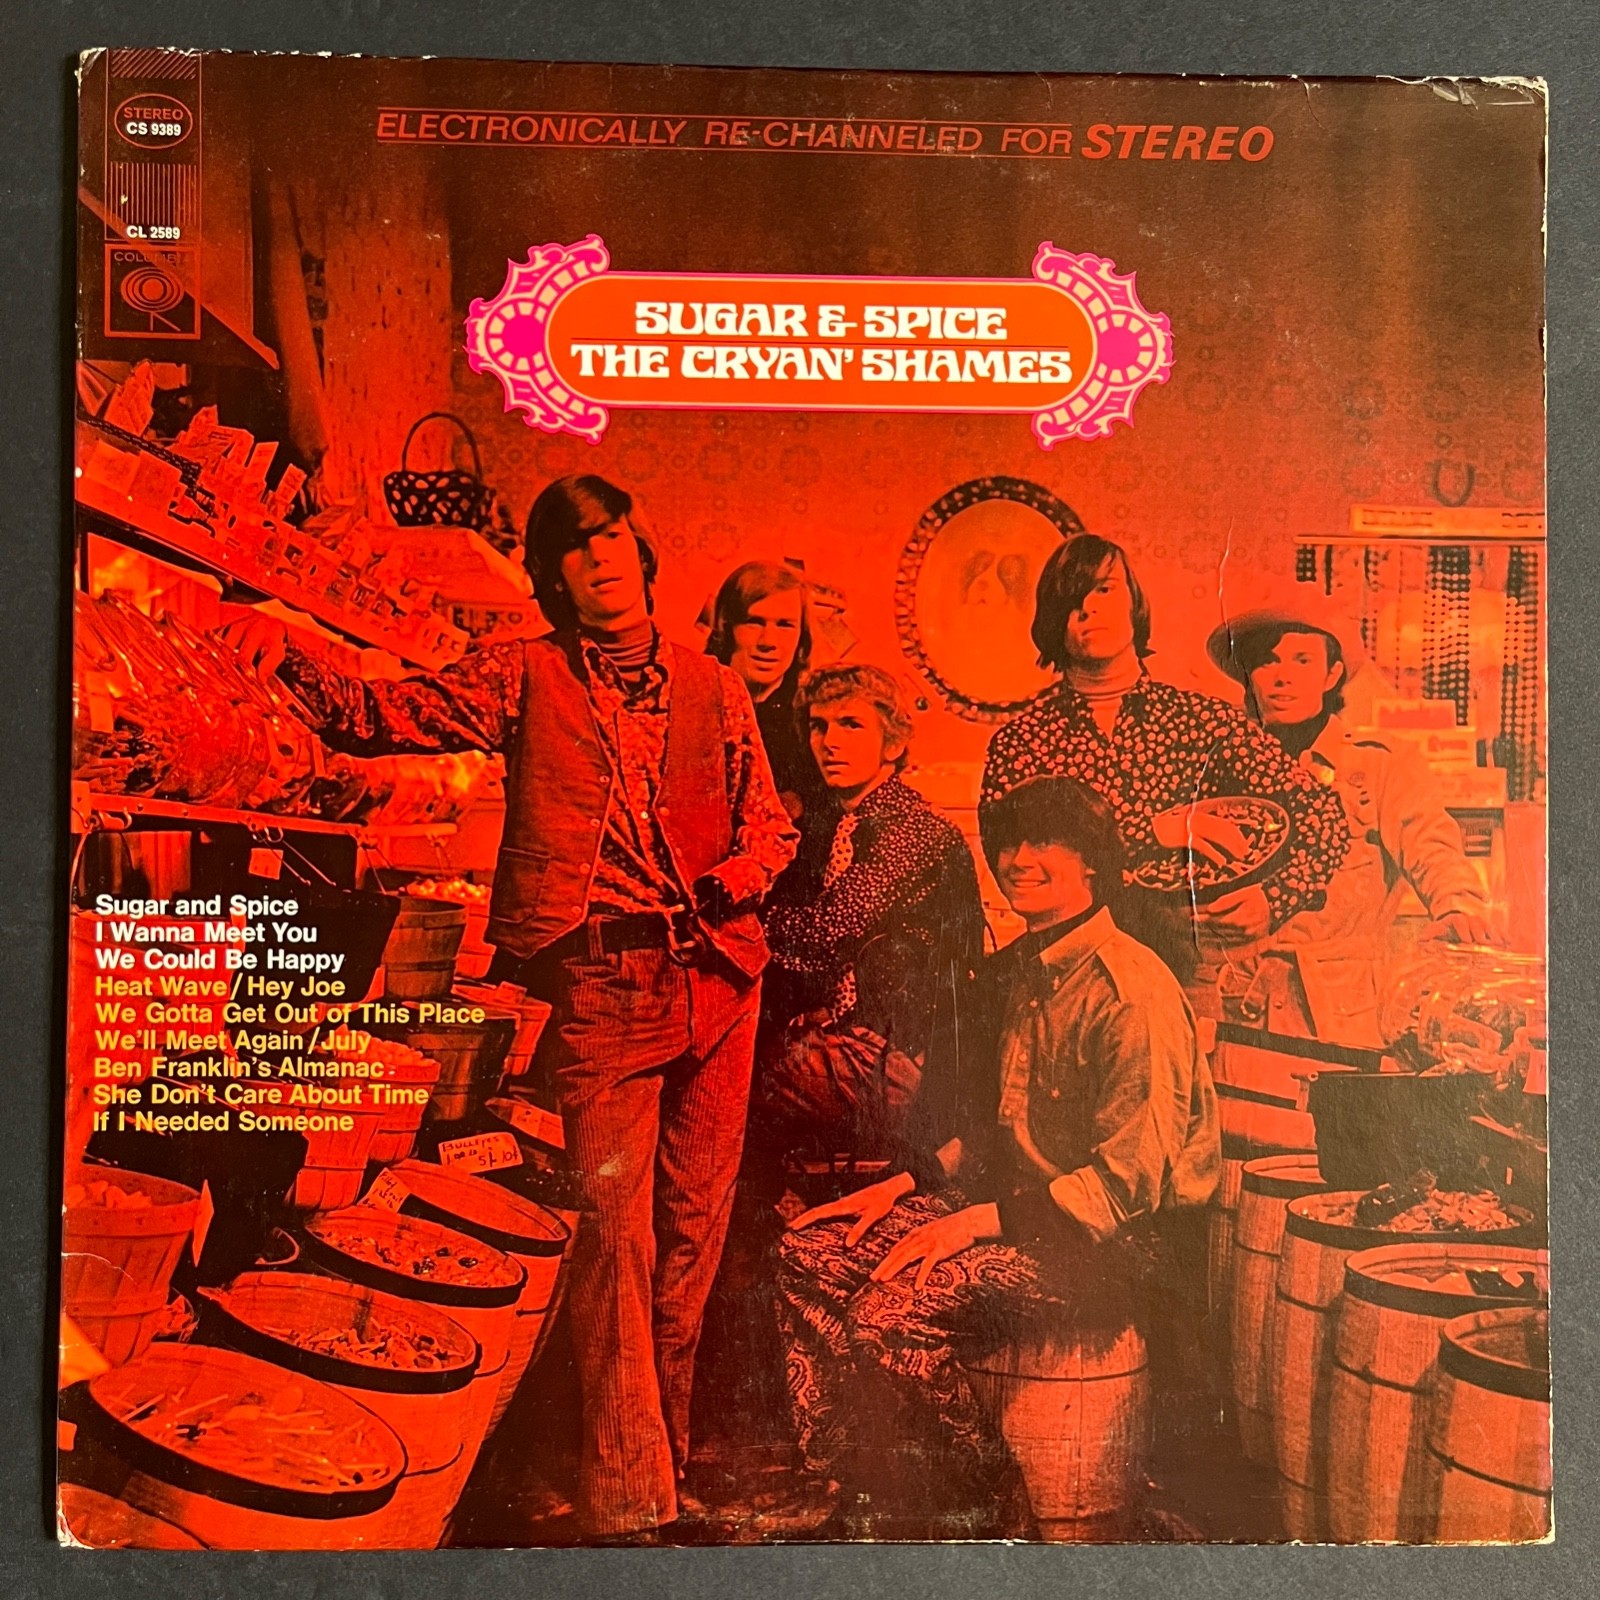 STEREO
CS 9389
CL 2589
COLUMBIA
ELECTRONICALLY RE-CHANNELED FOR STEREO
SUGAR & SPICE
THE CRYAN' SHAMES
Sugar and Spice
I Wanna Meet You
We Could Be Happy
Heat Wave/Hey Joe
We Gotta Get Out of This Place
We'll Meet Again/July
Ben Franklin's Almanac
She Don't Care About Time
If I Needed Someone
BULLEYES